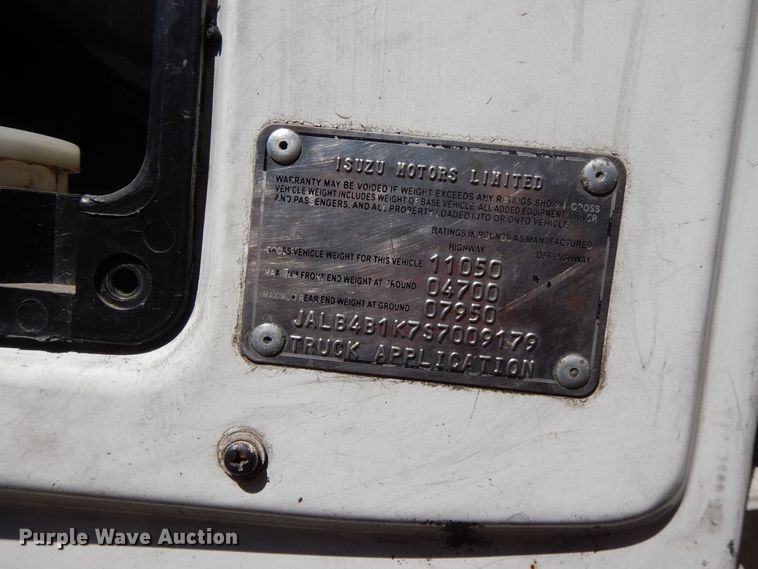 ISUZU MOTORS LIMITED
WARRANTY MAY BE VOIDED IF WEIGHT EXCEEDS ANY RATINGS SHOWN. GROSS
VEHICLE WEIGHT INCLUDES WEIGHT OF BASE VEHICLE, ALL ADDED EQUIPMENT, DRIVER
AND PASSENGERS, AND ALL PROPERTY LOADED INTO OR ONTO VEHICLE.
RATINGS IN POUNDS AS MANUFACTURED
HIGHWAY OFF HIGHWAY
GROSS VEHICLE WEIGHT FOR THIS VEHICLE 11050
MAXIMUM FRONT END WEIGHT AT GROUND 04700
MAXIMUM REAR END WEIGHT AT GROUND 07950
VIN JALB4B1K7S7009179
TRUCK APPLICATION
Purple Wave Auction